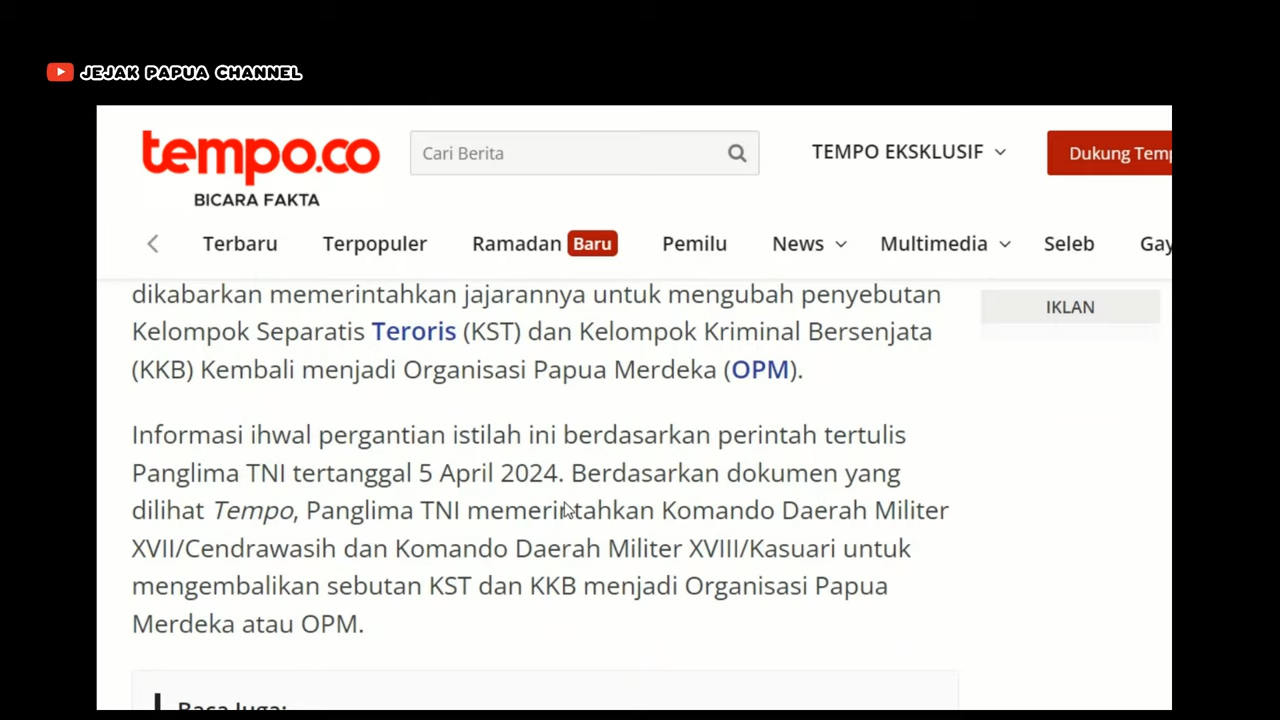 JEJAK PAPUA CHANNEL
tempo.co
BICARA FAKTA
Cari Berita
TEMPO EKSKLUSIF
Dukung Temp
Terbaru Terpopuler Ramadan Baru Pemilu News Multimedia Seleb Gay
dikabarkan memerintahkan jajarannya untuk mengubah penyebutan
Kelompok Separatis Teroris (KST) dan Kelompok Kriminal Bersenjata
(KKB) Kembali menjadi Organisasi Papua Merdeka (OPM).
IKLAN
Informasi ihwal pergantian istilah ini berdasarkan perintah tertulis
Panglima TNI tertanggal 5 April 2024. Berdasarkan dokumen yang
dilihat Tempo, Panglima TNI memerintahkan Komando Daerah Militer
XVII/Cendrawasih dan Komando Daerah Militer XVIII/Kasuari untuk
mengembalikan sebutan KST dan KKB menjadi Organisasi Papua
Merdeka atau OPM.
Baca Juga: